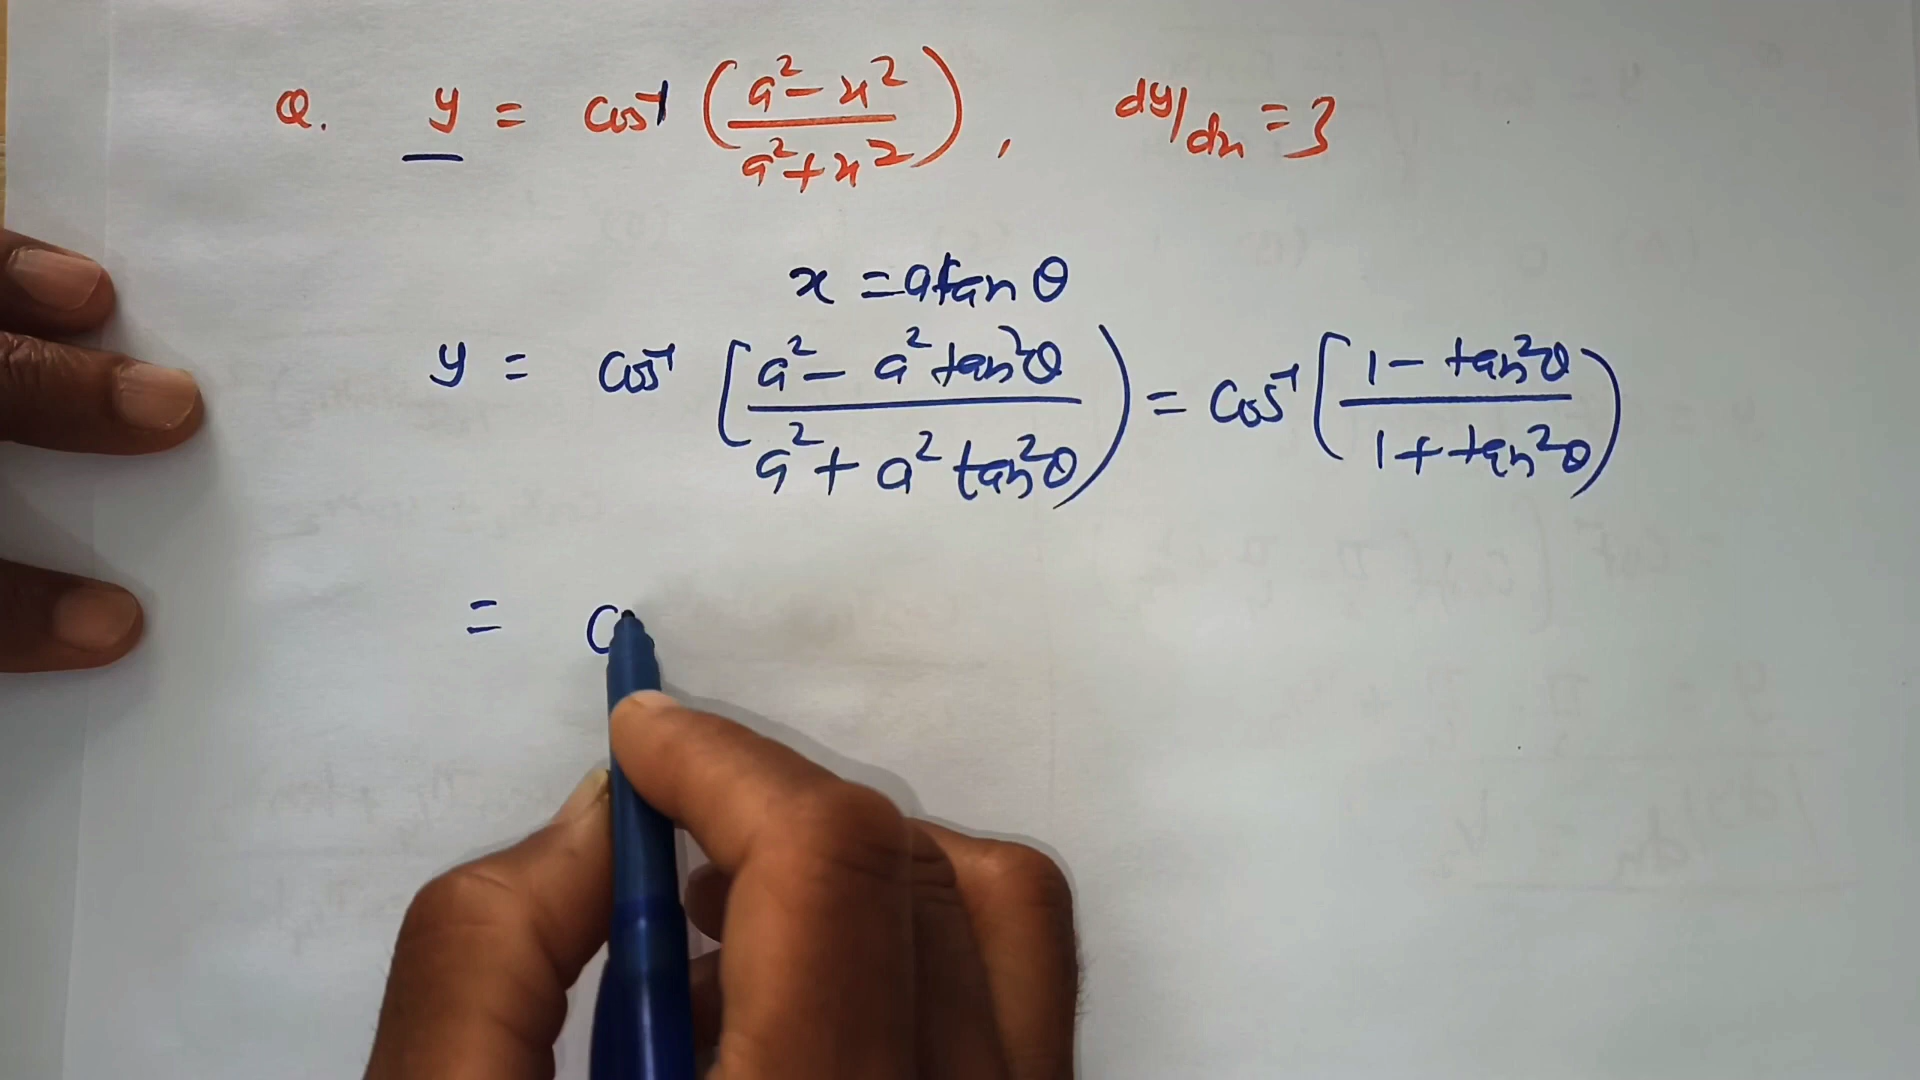 Q. y = cos⁻¹ (a² - x² / a² + x²), dy/dx = ?
x = a tan θ
y = cos⁻¹ [a² - a² tan²θ / a² + a² tan²θ) = cos⁻¹ (1 - tan²θ / 1 + tan²θ)
= C